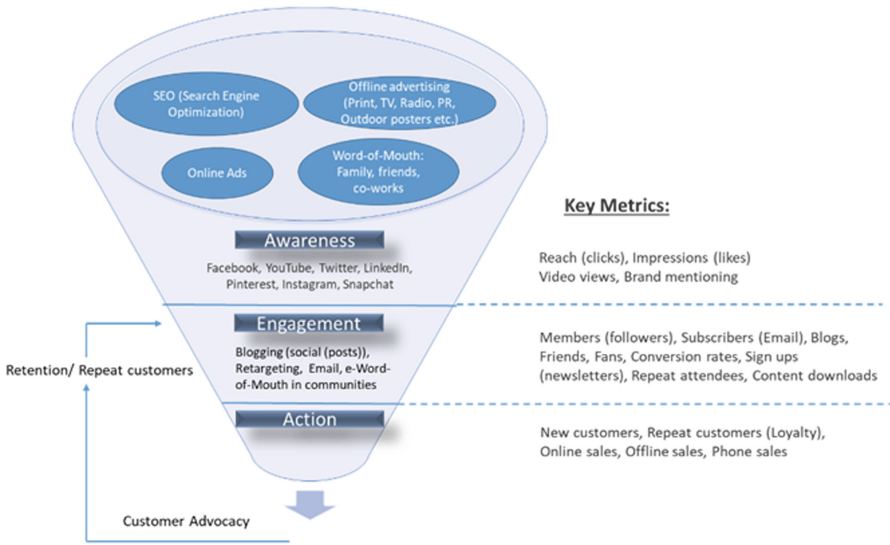 SEO (Search Engine
Optimization)
Offline advertising
(Print, TV, Radio, PR,
Outdoor posters etc.)
Online Ads
Word-of-Mouth:
Family, friends,
co-works
Key Metrics:
Awareness
Facebook, YouTube, Twitter, LinkedIn,
Pinterest, Instagram, Snapchat
Reach (clicks), Impressions (likes)
Video views, Brand mentioning
Engagement
Blogging (social (posts)),
Retargeting, Email, e-Word-
of-Mouth in communities
Members (followers), Subscribers (Email), Blogs,
Friends, Fans, Conversion rates, Sign ups
(newsletters), Repeat attendees, Content downloads
Retention/ Repeat customers
Action
New customers, Repeat customers (Loyalty),
Online sales, Offline sales, Phone sales
Customer Advocacy